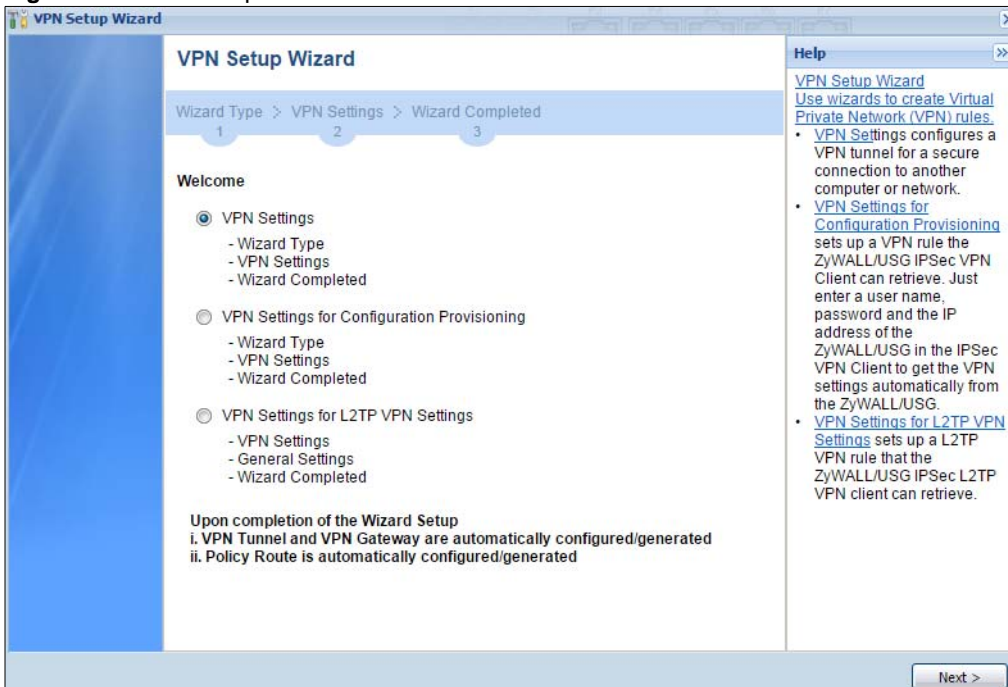 VPN Setup Wizard
VPN Setup Wizard
Wizard Type > VPN Settings > Wizard Completed
1 2 3
Welcome
VPN Settings
- Wizard Type
- VPN Settings
- Wizard Completed
VPN Settings for Configuration Provisioning
- Wizard Type
- VPN Settings
- Wizard Completed
VPN Settings for L2TP VPN Settings
- VPN Settings
- General Settings
- Wizard Completed
Upon completion of the Wizard Setup
i. VPN Tunnel and VPN Gateway are automatically configured/generated
ii. Policy Route is automatically configured/generated
Help
VPN Setup Wizard
Use wizards to create Virtual
Private Network (VPN) rules.
• VPN Settings configures a
VPN tunnel for a secure
connection to another
computer or network.
• VPN Settings for
Configuration Provisioning
sets up a VPN rule the
ZyWALL/USG IPSec VPN
Client can retrieve. Just
enter a user name,
password and the IP
address of the
ZyWALL/USG in the IPSec
VPN Client to get the VPN
settings automatically from
the ZyWALL/USG.
• VPN Settings for L2TP VPN
Settings sets up a L2TP
VPN rule that the
ZyWALL/USG IPSec L2TP
VPN client can retrieve.
Next >